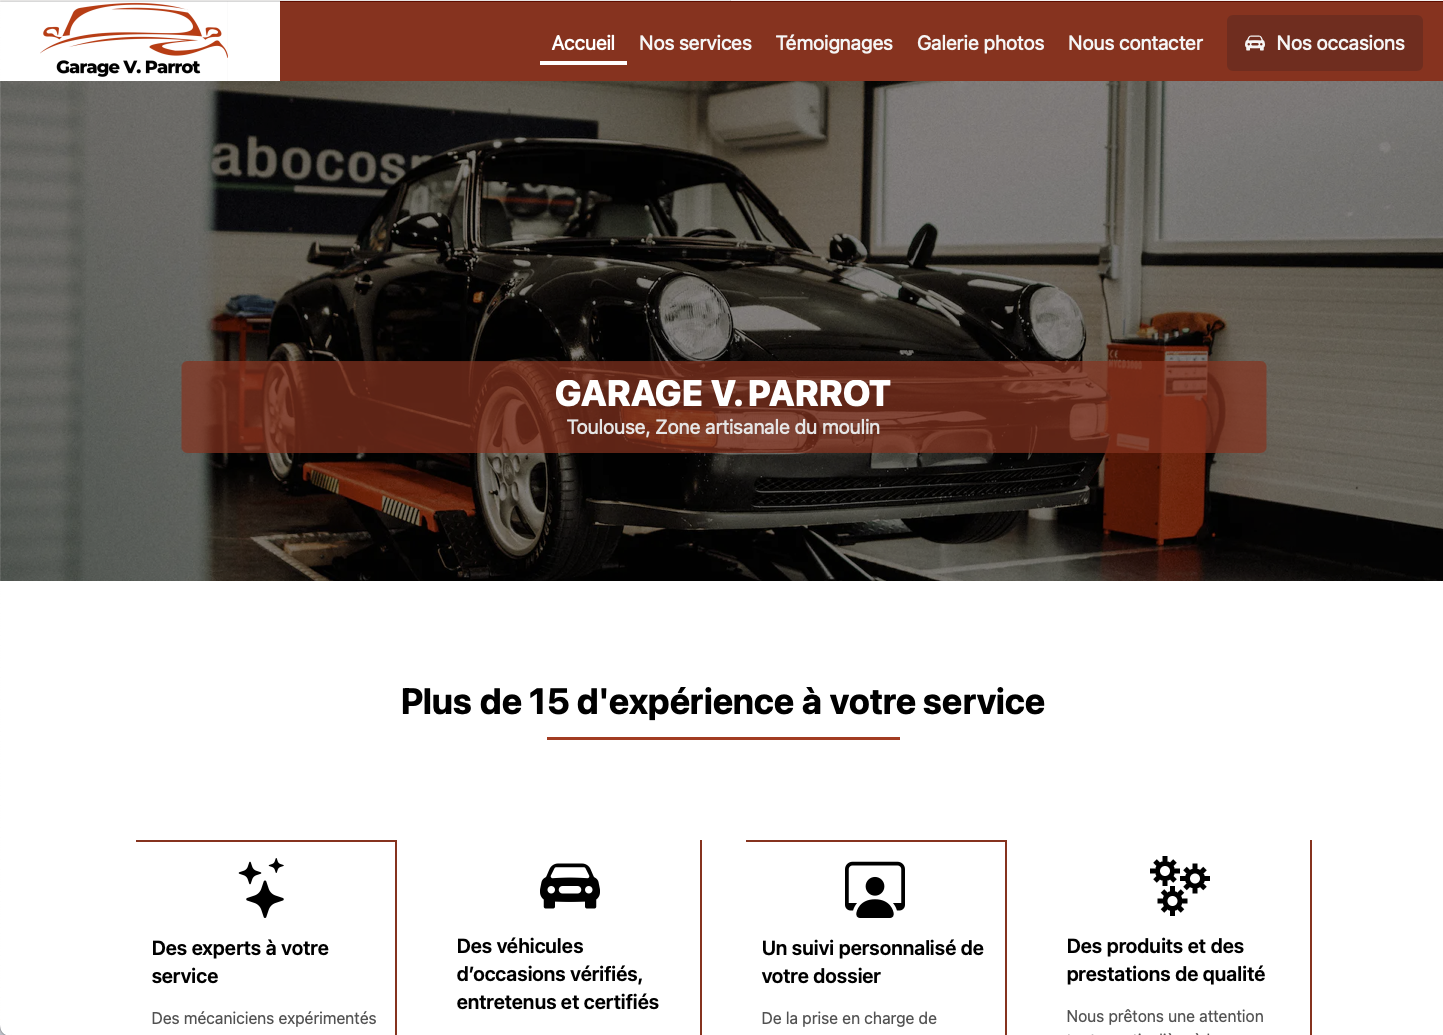 Garage V. Parrot
Accueil
Nos services
Témoignages
Galerie photos
Nous contacter
Nos occasions
abocos
GARAGE V. PARROT
Toulouse, Zone artisanale du moulin
Plus de 15 d'expérience à votre service
Des experts à votre
service
Des mécaniciens expérimentés
Des véhicules
d’occasions vérifiés,
entretenus et certifiés
Un suivi personnalisé de
votre dossier
De la prise en charge de
Des produits et des
prestations de qualité
Nous prêtons une attention